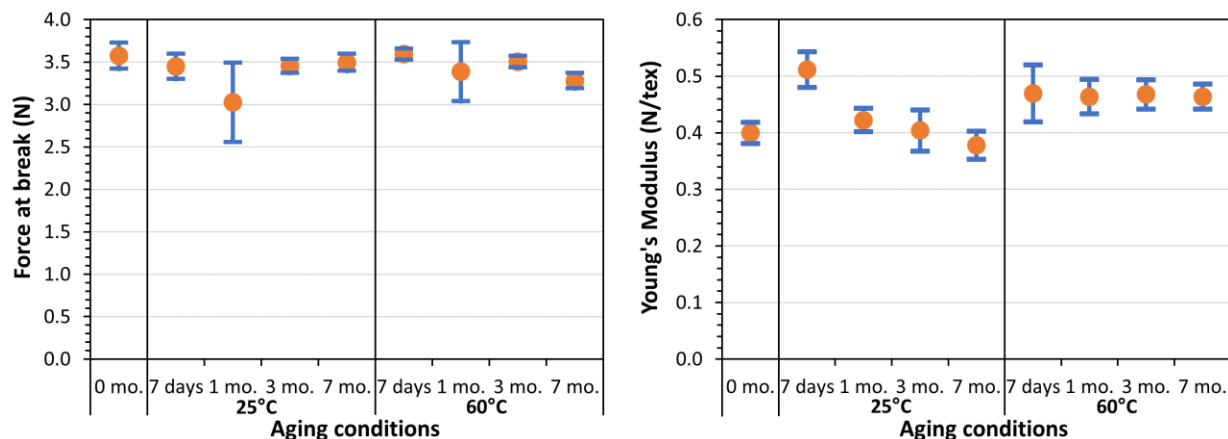 Force at break (N)
4.0
3.5
3.0
2.5
2.0
1.5
1.0
0.5
0.0
0 mo. 7 days 1 mo. 3 mo. 7 mo. 7 days 1 mo. 3 mo. 7 mo.
25°C 60°C
Aging conditions
Young's Modulus (N/tex)
0.6
0.5
0.4
0.3
0.2
0.1
0.0
0 mo. 7 days 1 mo. 3 mo. 7 mo. 7 days 1 mo. 3 mo. 7 mo.
25°C 60°C
Aging conditions